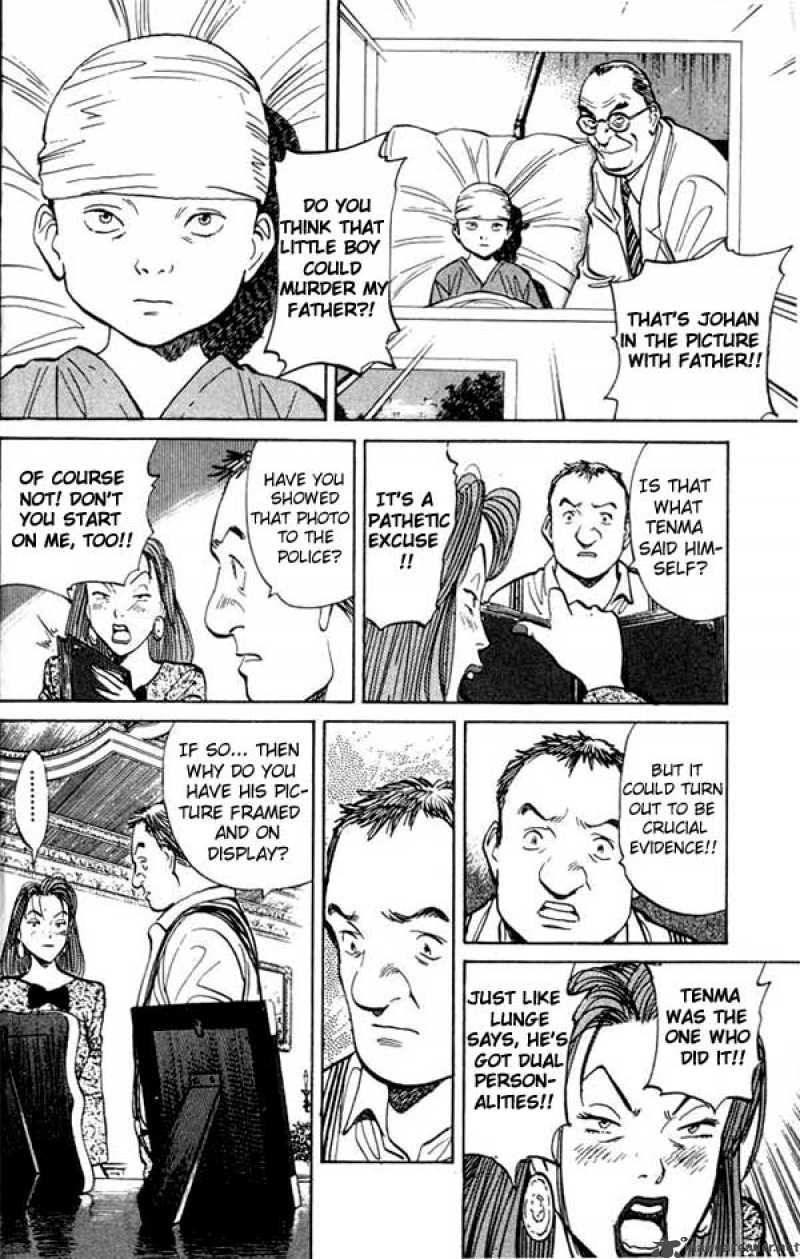 THAT'S JOHAN
IN THE PICTURE
WITH FATHER!!
DO YOU
THINK THAT
LITTLE BOY
COULD
MURDER MY
FATHER?!
IS THAT
WHAT
TENMA
SAID HIM-
SELF?
IT'S A
PATHETIC
EXCUSE
!!
HAVE YOU
SHOWED
THAT PHOTO
TO THE
POLICE?
OF COURSE
NOT! DON'T
YOU START
ON ME, TOO!!
BUT IT
COULD TURN
OUT TO BE
CRUCIAL
EVIDENCE!!
TENMA
WAS THE
ONE WHO
DID IT!!
JUST LIKE
LUNGE
SAYS, HE'S
GOT DUAL
PERSON-
ALITIES!!
IF SO... THEN
WHY DO YOU
HAVE HIS PIC-
TURE FRAMED
AND ON
DISPLAY?
........